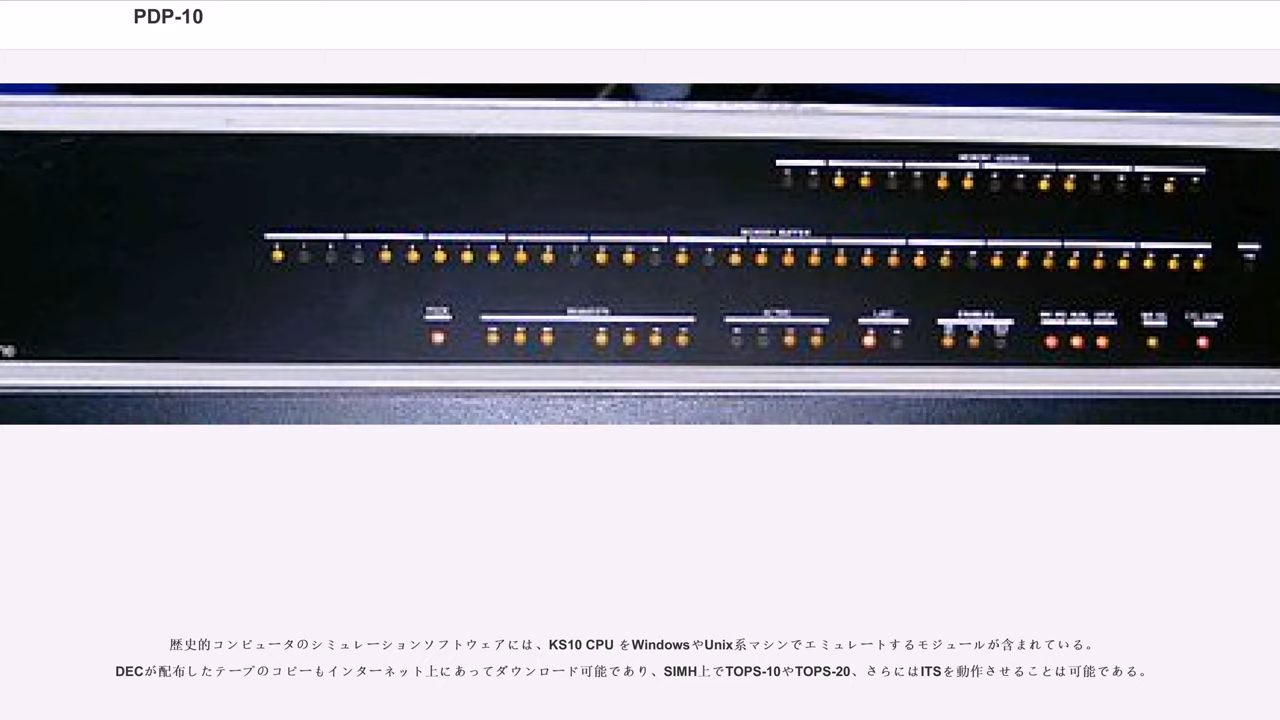 PDP-10
歴史的コンピュータのシミュレーションソフトウェアには、KS10 CPU をWindowsやUnix系マシンでエミュレートするモジュールが含まれている。
DECが配布したテープのコピーもインターネット上にあってダウンロード可能であり、SIMH上でTOPS-10やTOPS-20、さらにはITSを動作させることは可能である。